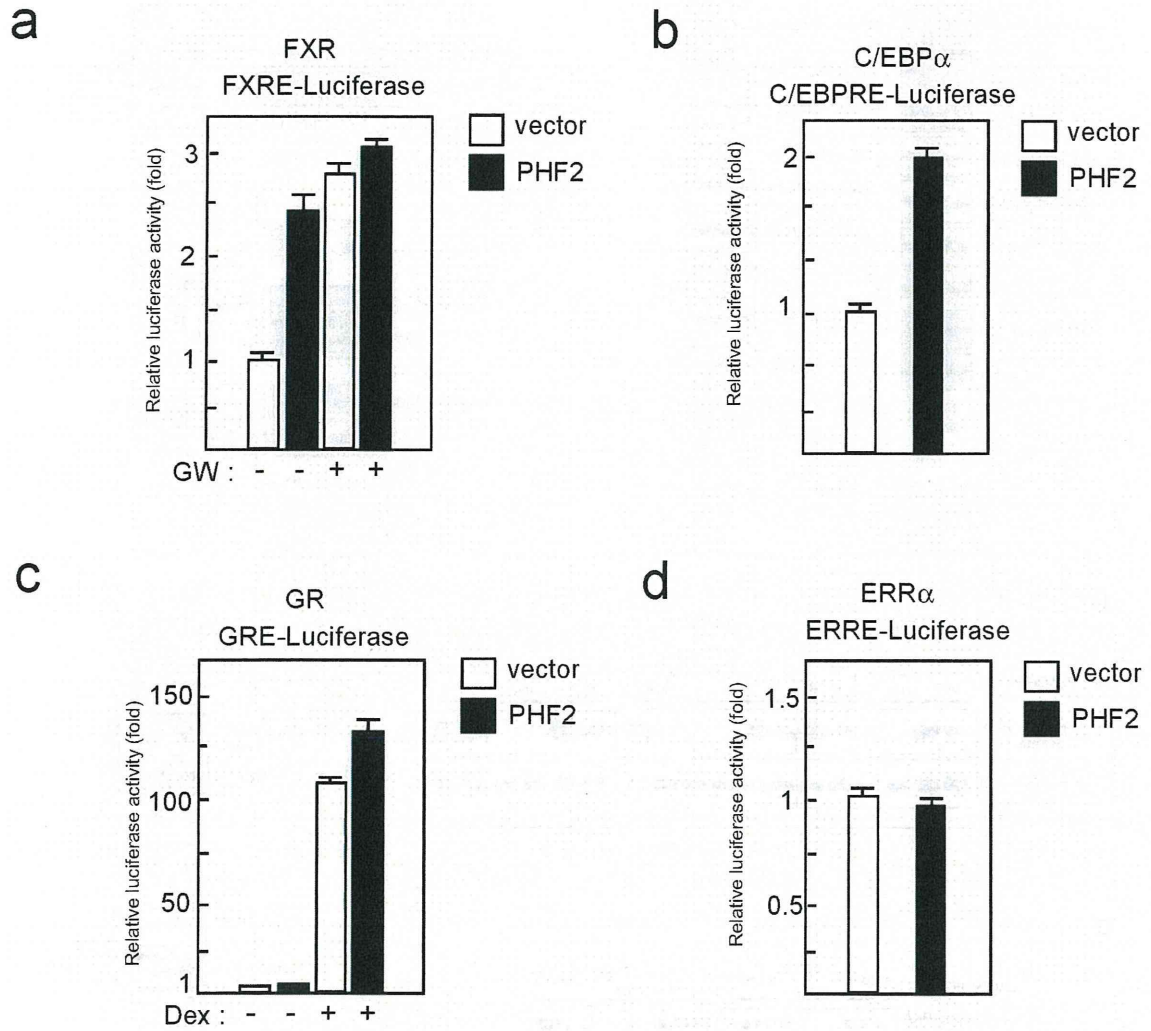 a
FXR
FXRE-Luciferase
vector
PHF2
Relative luciferase activity (fold)
3
2
1
GW : - - + +
b
C/EBPα
C/EBPRE-Luciferase
vector
PHF2
Relative luciferase activity (fold)
2
1
c
GR
GRE-Luciferase
vector
PHF2
Relative luciferase activity (fold)
150
100
50
1
Dex : - - + +
d
ERRα
ERRE-Luciferase
vector
PHF2
Relative luciferase activity (fold)
1.5
1
0.5